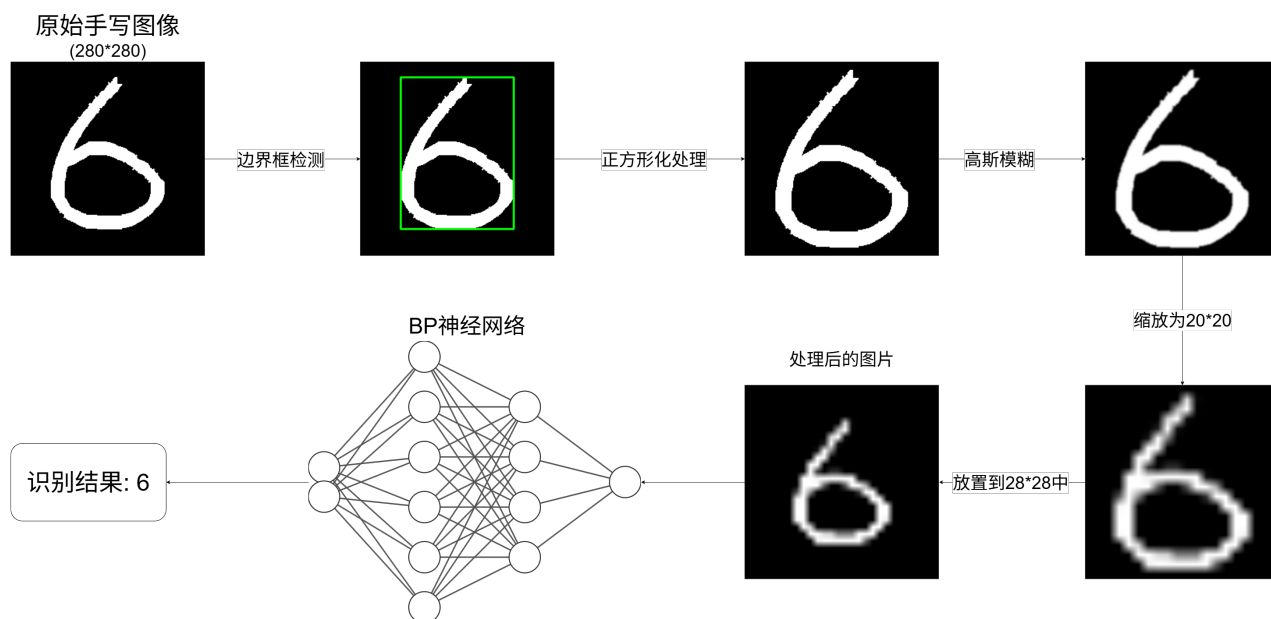 原始手写图像
(280*280)
边界框检测
正方形化处理
高斯模糊
缩放为20*20
BP神经网络
处理后的图片
识别结果: 6
放置到28*28中